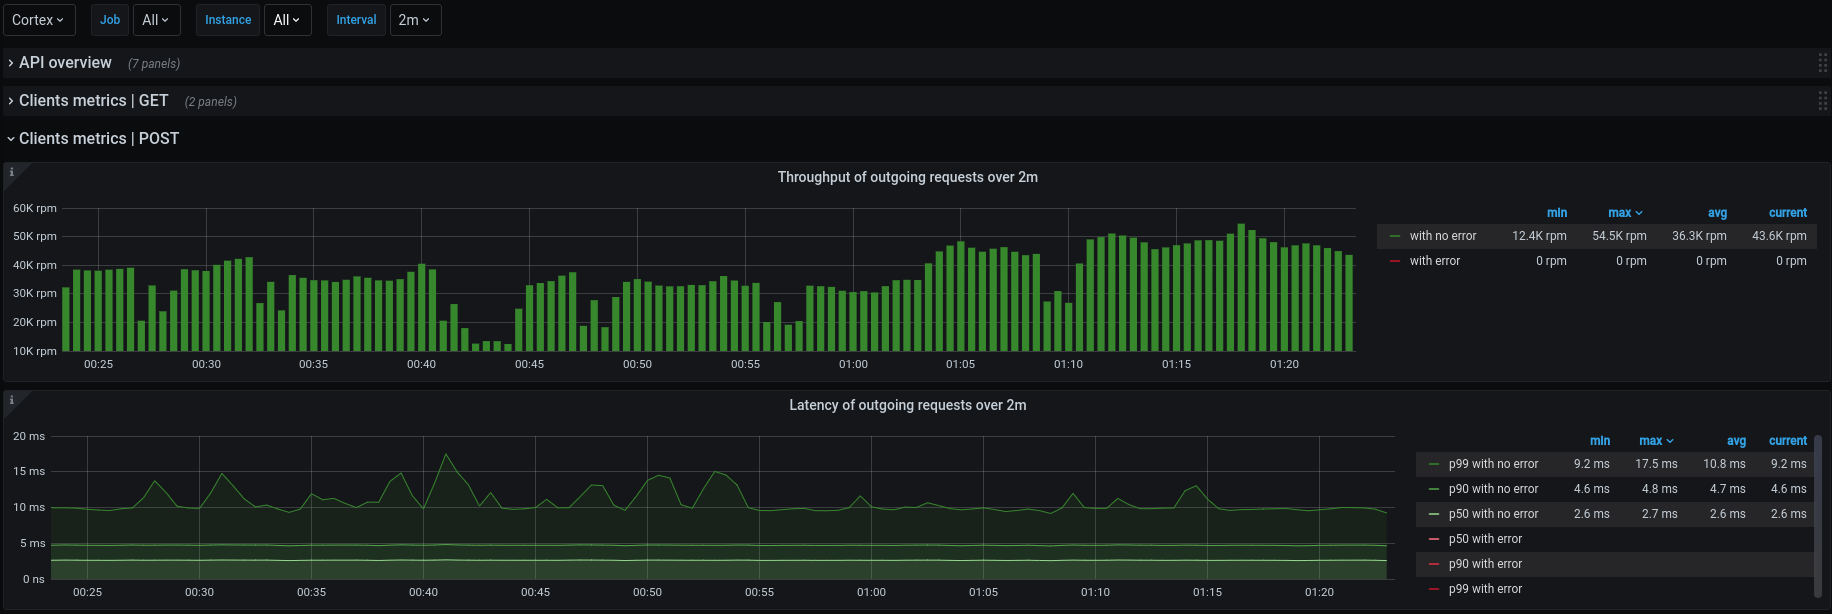 Cortex Job All Instance All Interval 2m
API overview (7 panels)
Clients metrics | GET (2 panels)
Clients metrics | POST
i
Throughput of outgoing requests over 2m
60K rpm
50K rpm
40K rpm
30K rpm
20K rpm
10K rpm
00:25 00:30 00:35 00:40 00:45 00:50 00:55 01:00 01:05 01:10 01:15 01:20
min max avg current
with no error 12.4K rpm 54.5K rpm 36.3K rpm 43.6K rpm
with error 0 rpm 0 rpm 0 rpm 0 rpm
i
Latency of outgoing requests over 2m
20 ms
15 ms
10 ms
5 ms
0 ns
00:25 00:30 00:35 00:40 00:45 00:50 00:55 01:00 01:05 01:10 01:15 01:20
min max avg current
p99 with no error 9.2 ms 17.5 ms 10.8 ms 9.2 ms
p90 with no error 4.6 ms 4.8 ms 4.7 ms 4.6 ms
p50 with no error 2.6 ms 2.7 ms 2.6 ms 2.6 ms
p50 with error
p90 with error
p99 with error